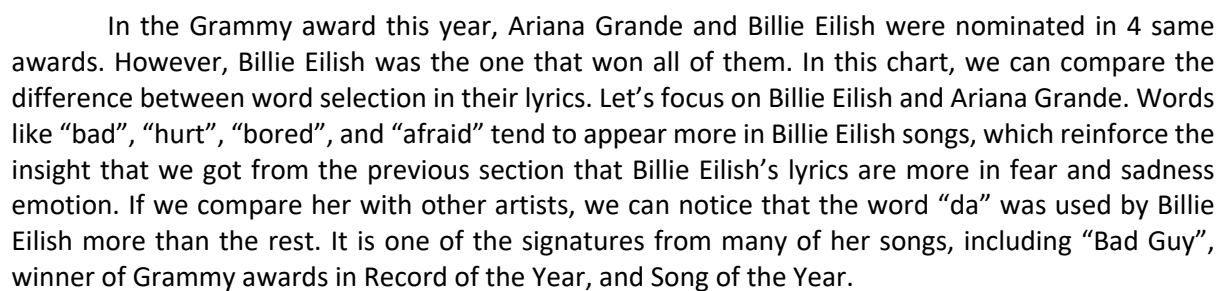 In the Grammy award this year, Ariana Grande and Billie Eilish were nominated in 4 same
awards. However, Billie Eilish was the one that won all of them. In this chart, we can compare the
difference between word selection in their lyrics. Let’s focus on Billie Eilish and Ariana Grande. Words
like “bad”, “hurt”, “bored”, and “afraid” tend to appear more in Billie Eilish songs, which reinforce the
insight that we got from the previous section that Billie Eilish’s lyrics are more in fear and sadness
emotion. If we compare her with other artists, we can notice that the word “da” was used by Billie
Eilish more than the rest. It is one of the signatures from many of her songs, including “Bad Guy”,
winner of Grammy awards in Record of the Year, and Song of the Year.